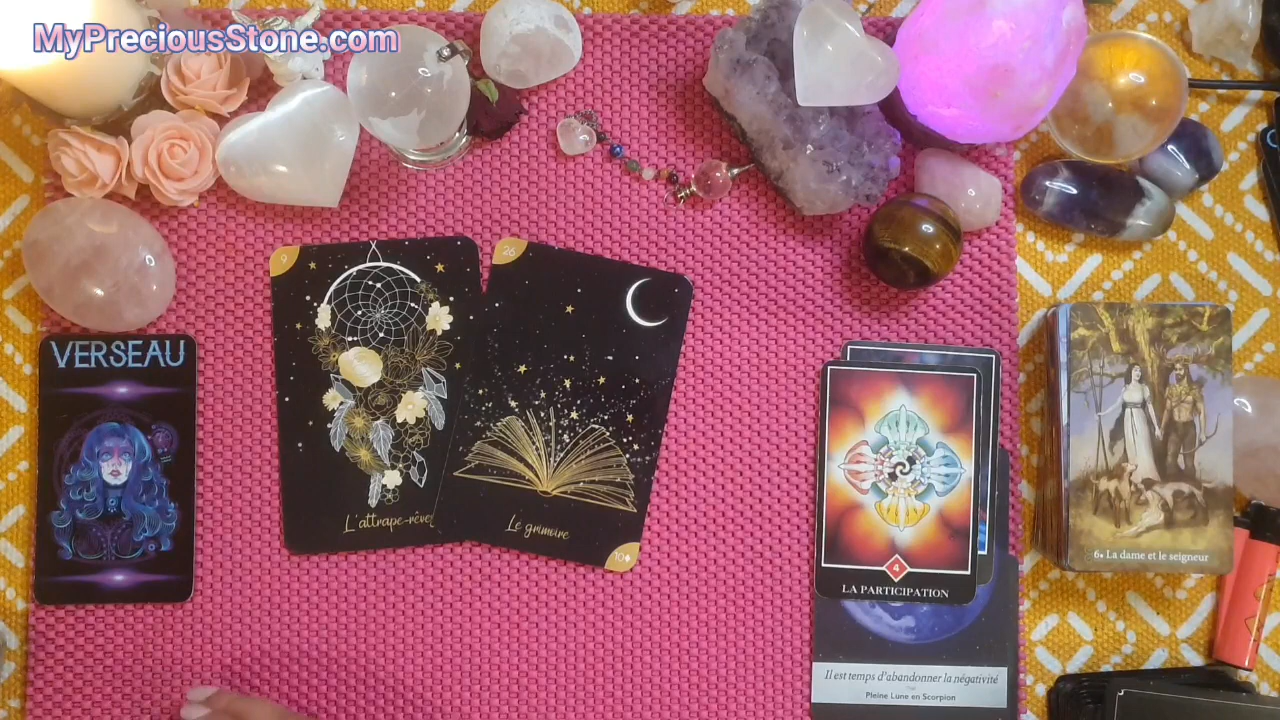 MyPreciousStone.com
VERSEAU
9
L'attrape-rêve
26
Le grimoire
10
4
LA PARTICIPATION
Il est temps d'abandonner la négativité
Pleine Lune en Scorpion
6. La dame et le seigneur